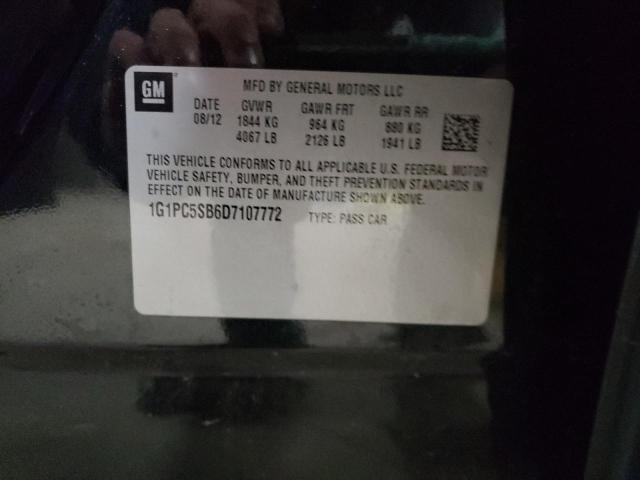 GM
MFD BY GENERAL MOTORS LLC
DATE GVWR GAWR FRT GAWR RR
08/12 1844 KG 964 KG 880 KG
4067 LB 2126 LB 1941 LB
THIS VEHICLE CONFORMS TO ALL APPLICABLE U.S. FEDERAL MOTOR
VEHICLE SAFETY, BUMPER, AND THEFT PREVENTION STANDARDS IN
EFFECT ON THE DATE OF MANUFACTURE SHOWN ABOVE.
1G1PC5SB6D7107772 TYPE: PASS CAR